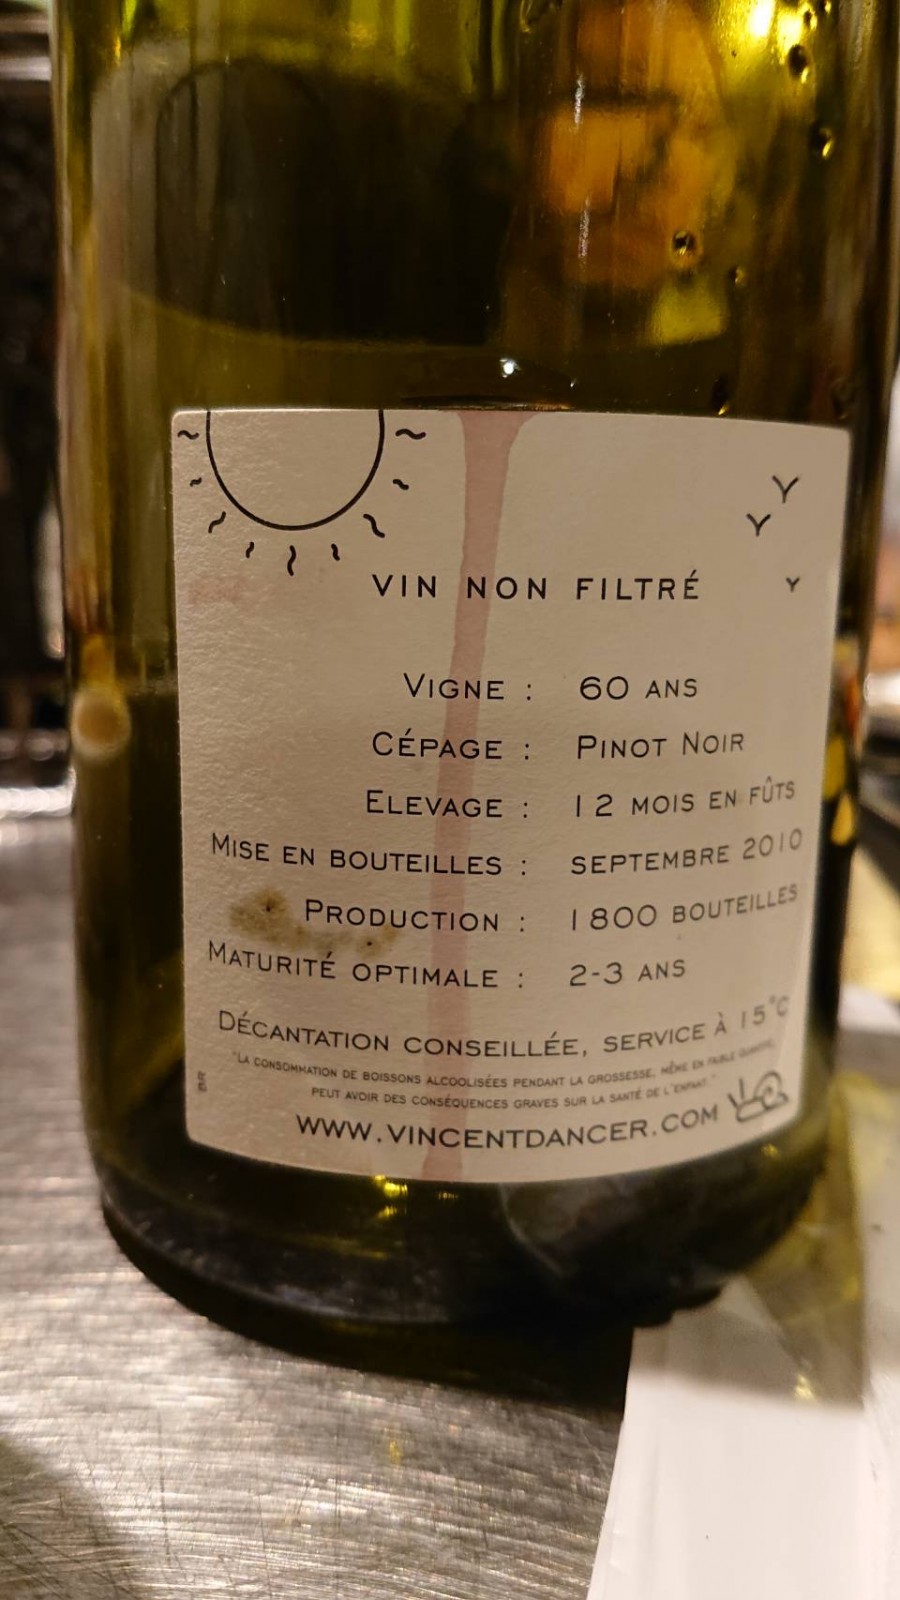 VIN NON FILTRÉ
VIGNE : 60 ANS
CÉPAGE : PINOT NOIR
ELEVAGE : 12 MOIS EN FÛTS
MISE EN BOUTEILLES : SEPTEMBRE 2010
PRODUCTION : 1800 BOUTEILLES
MATURITÉ OPTIMALE : 2-3 ANS
DÉCANTATION CONSEILLÉE, SERVICE À 15°C
"LA CONSOMMATION DE BOISSONS ALCOOLISÉES PENDANT LA GROSSESSE, MÊME EN FAIBLE QUANTITÉ,
PEUT AVOIR DES CONSÉQUENCES GRAVES SUR LA SANTÉ DE L'ENFANT."
WWW.VINCENTDANCER.COM